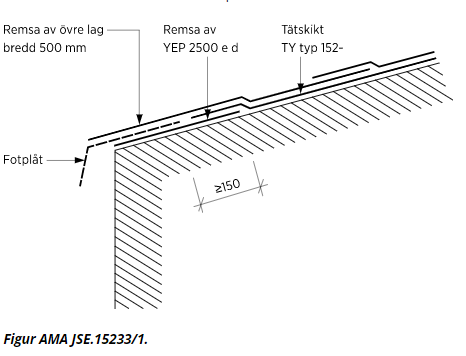 Remsa av övre lag
bredd 500 mm
Remsa av
YEP 2500 e d
Tätskikt
TY typ 152-
Fotplåt
≥150
Figur AMA JSE.15233/1.